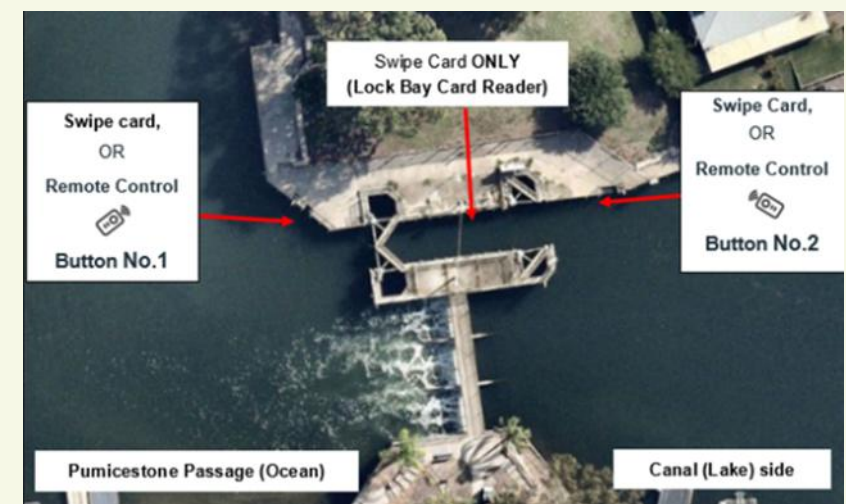 Swipe Card ONLY
(Lock Bay Card Reader)
Swipe card,
OR
Remote Control
Button No.1
Swipe Card,
OR
Remote Control
Button No.2
Pumicestone Passage (Ocean)
Canal (Lake) side